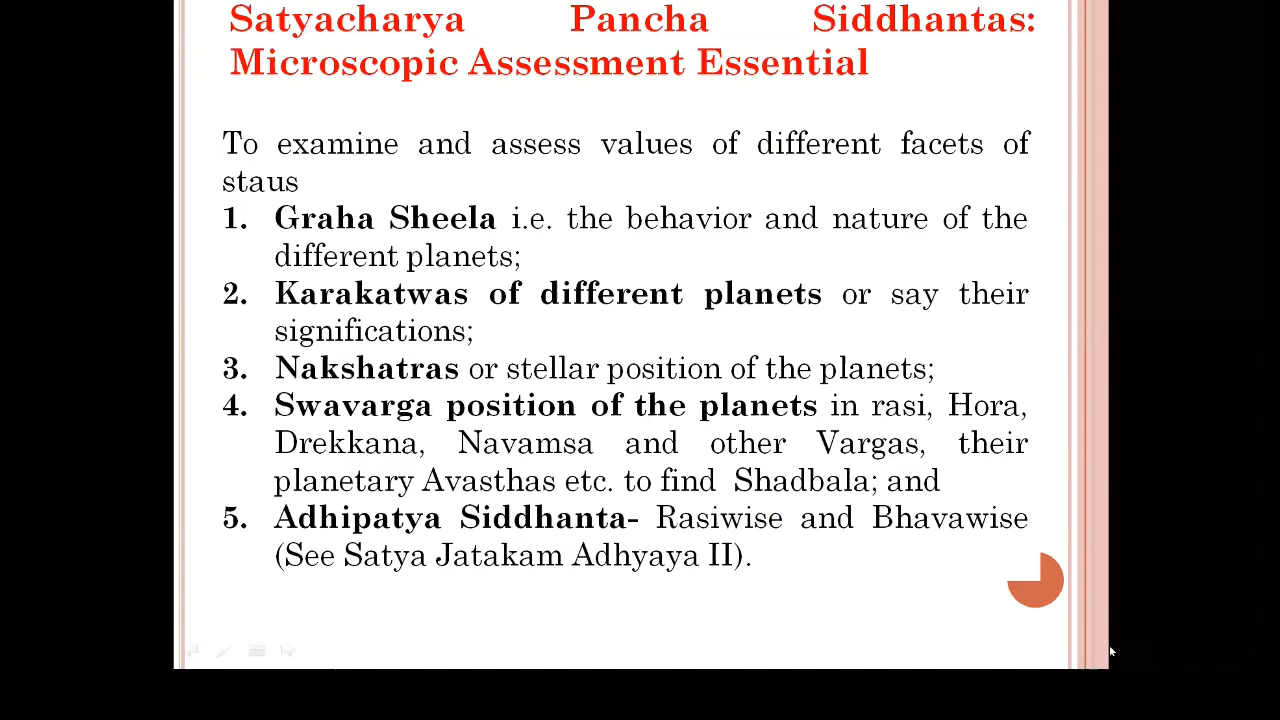 Satyacharya Pancha Siddhantas:
Microscopic Assessment Essential
To examine and assess values of different facets of
staus
1. Graha Sheela i.e. the behavior and nature of the
different planets;
2. Karakatwas of different planets or say their
significations;
3. Nakshatras or stellar position of the planets;
4. Swavarga position of the planets in rasi, Hora,
Drekkana, Navamsa and other Vargas, their
planetary Avasthas etc. to find Shadbala; and
5. Adhipatya Siddhanta- Rasiwise and Bhavawise
(See Satya Jatakam Adhyaya II).